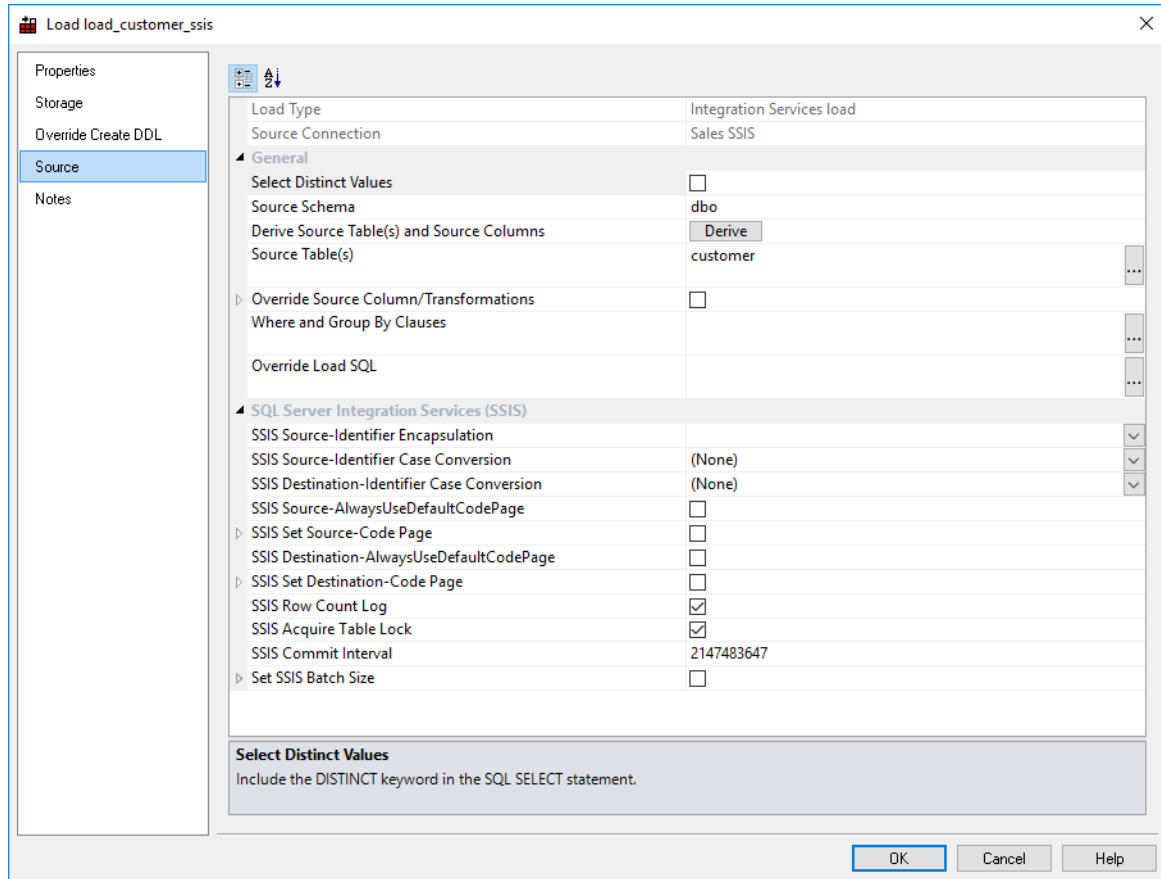 Load load_customer_ssis
Properties
Storage
Override Create DDL
Source
Notes
Load Type Integration Services load
Source Connection Sales SSIS
General
Select Distinct Values
Source Schema dbo
Derive Source Table(s) and Source Columns Derive
Source Table(s) customer
...
Override Source Column/Transformations
Where and Group By Clauses
...
Override Load SQL
...
SQL Server Integration Services (SSIS)
SSIS Source-Identifier Encapsulation
SSIS Source-Identifier Case Conversion (None)
SSIS Destination-Identifier Case Conversion (None)
SSIS Source-AlwaysUseDefaultCodePage
SSIS Set Source-Code Page
SSIS Destination-AlwaysUseDefaultCodePage
SSIS Set Destination-Code Page
SSIS Row Count Log
SSIS Acquire Table Lock
SSIS Commit Interval 2147483647
Set SSIS Batch Size
Select Distinct Values
Include the DISTINCT keyword in the SQL SELECT statement.
OK Cancel Help